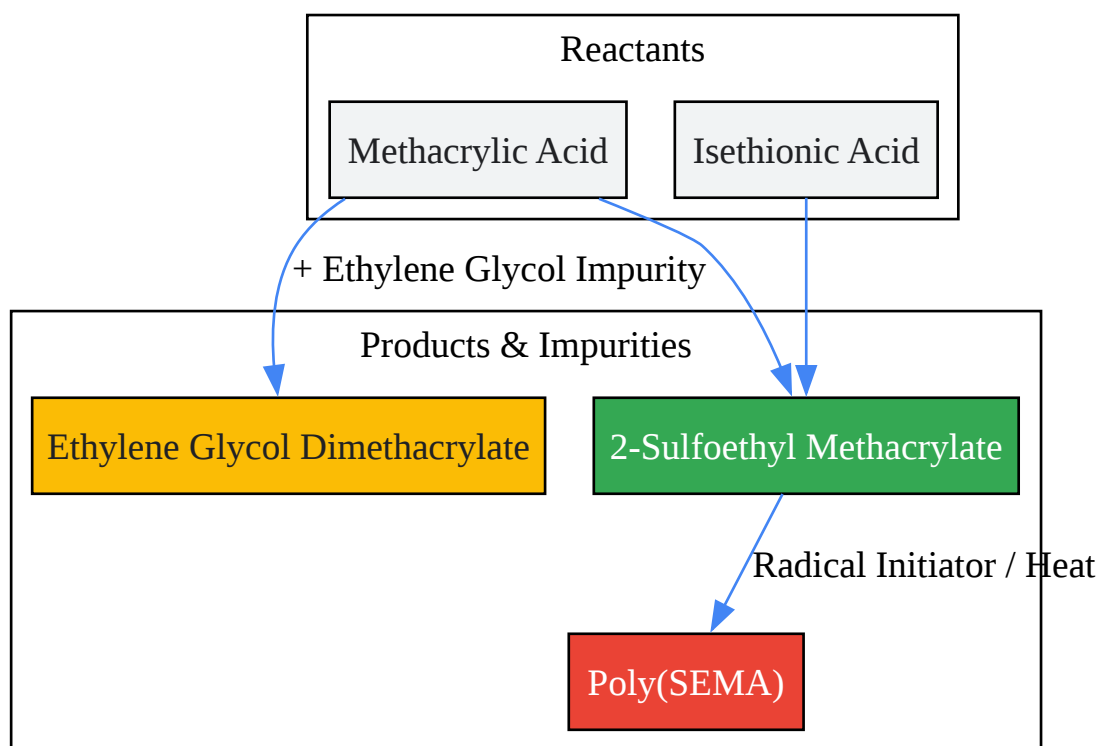 Reactants
Methacrylic Acid
Isethionic Acid
+ Ethylene Glycol Impurity
Products & Impurities
Ethylene Glycol Dimethacrylate
2-Sulfoethyl Methacrylate
Radical Initiator / Heat
Poly(SEMA)